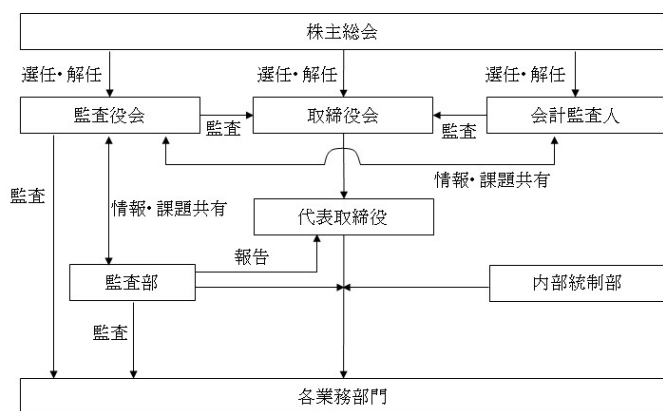 株主総会
選任・解任
選任・解任
選任・解任
監査役会
監査
取締役会
監査
会計監査人
監査
情報・課題共有
情報・課題共有
代表取締役
報告
監査部
内部統制部
監査
各業務部門